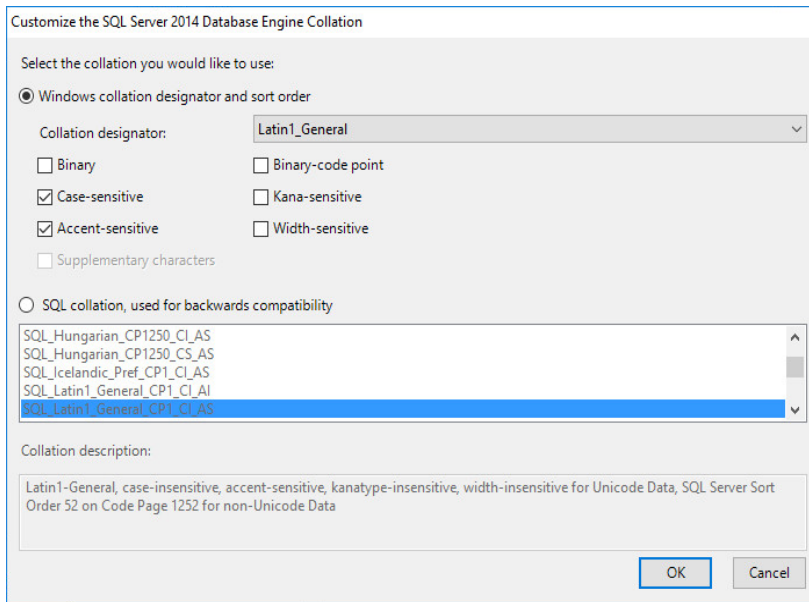 Customize the SQL Server 2014 Database Engine Collation
Select the collation you would like to use:
Windows collation designator and sort order
Collation designator:
Latin1_General
Binary
Binary-code point
Case-sensitive
Kana-sensitive
Accent-sensitive
Width-sensitive
Supplementary characters
SQL collation, used for backwards compatibility
SQL_Hungarian_CP1250_CI_AS
SQL_Hungarian_CP1250_CS_AS
SQL_Icelandic_Pref_CP1_CI_AS
SQL_Latin1_General_CP1_CI_AI
SQL_Latin1_General_CP1_CI_AS
Collation description:
Latin1-General, case-insensitive, accent-sensitive, kanatype-insensitive, width-insensitive for Unicode Data, SQL Server Sort
Order 52 on Code Page 1252 for non-Unicode Data
OK
Cancel